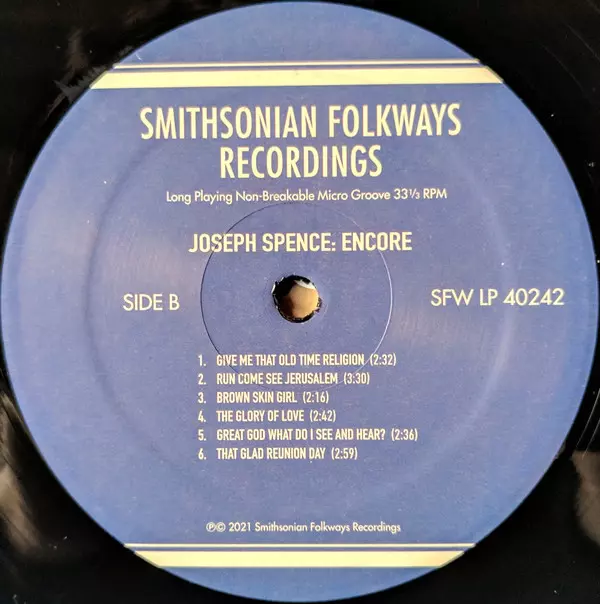 SMITHSONIAN FOLKWAYS
RECORDINGS
Long Playing Non-Breakable Micro Groove 33⅓ RPM
JOSEPH SPENCE: ENCORE
SIDE B
SFW LP 40242
1. GIVE ME THAT OLD TIME RELIGION (2:32)
2. RUN COME SEE JERUSALEM (3:30)
3. BROWN SKIN GIRL (2:16)
4. THE GLORY OF LOVE (2:42)
5. GREAT GOD WHAT DO I SEE AND HEAR? (2:36)
6. THAT GLAD REUNION DAY (2:59)
℗© 2021 Smithsonian Folkways Recordings